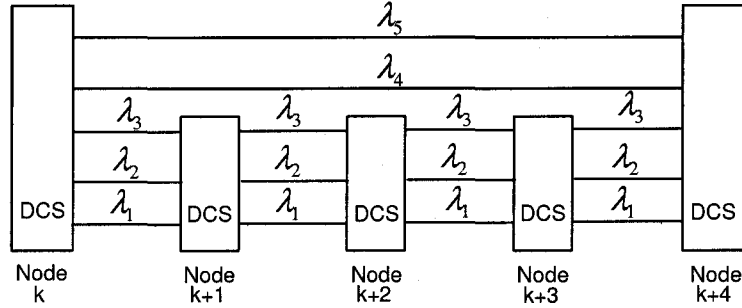 λ5
λ4
λ3 λ3 λ3 λ3
λ2 λ2 λ2 λ2
DCS λ1 DCS λ1 DCS λ1 DCS λ1 DCS
Node Node Node Node Node
k k+1 k+2 k+3 k+4